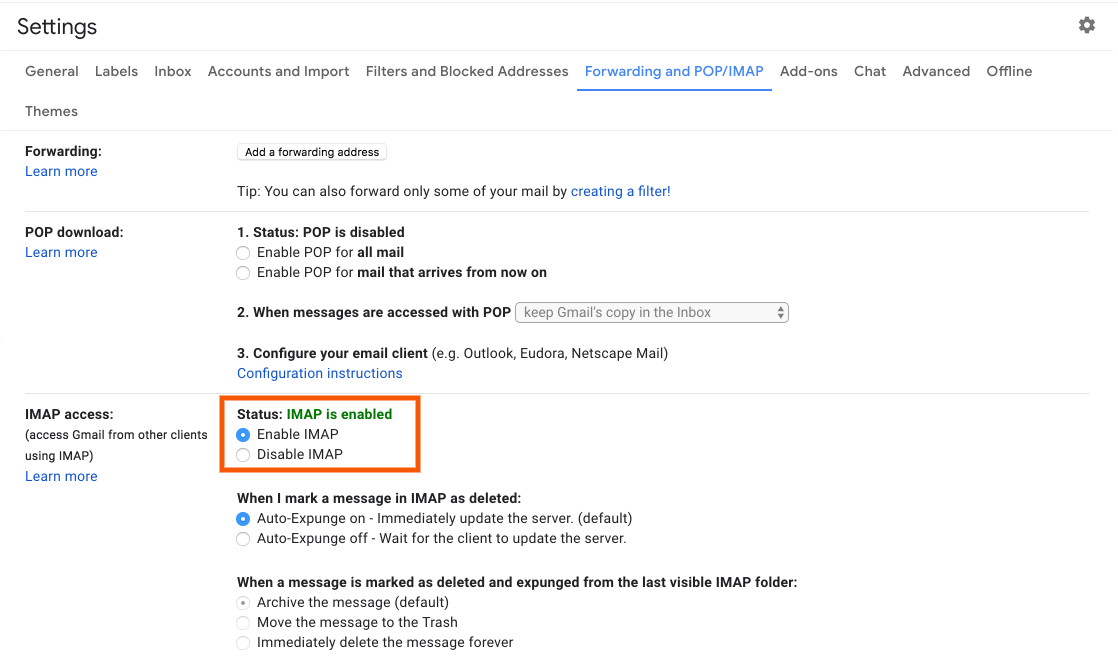 Settings
General Labels Inbox Accounts and Import Filters and Blocked Addresses Forwarding and POP/IMAP Add-ons Chat Advanced Offline
Themes
Forwarding:
Learn more
Add a forwarding address
Tip: You can also forward only some of your mail by creating a filter!
POP download:
Learn more
1. Status: POP is disabled
Enable POP for all mail
Enable POP for mail that arrives from now on
2. When messages are accessed with POP keep Gmail's copy in the Inbox
3. Configure your email client (e.g. Outlook, Eudora, Netscape Mail)
Configuration instructions
IMAP access:
(access Gmail from other clients
using IMAP)
Learn more
Status: IMAP is enabled
Enable IMAP
Disable IMAP
When I mark a message in IMAP as deleted:
Auto-Expunge on - Immediately update the server. (default)
Auto-Expunge off - Wait for the client to update the server.
When a message is marked as deleted and expunged from the last visible IMAP folder:
Archive the message (default)
Move the message to the Trash
Immediately delete the message forever